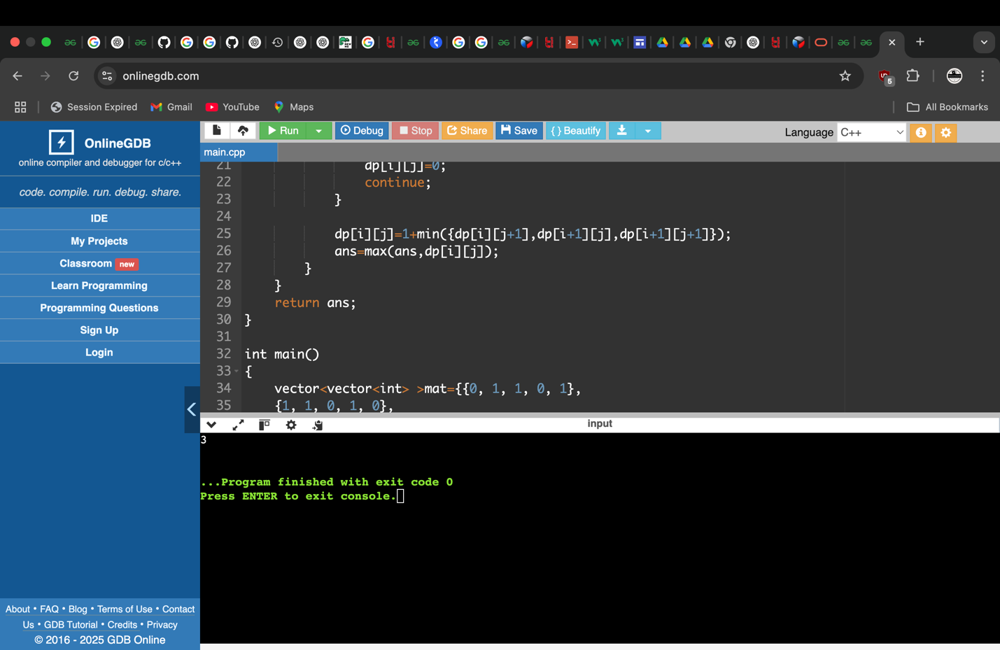 onlinegdb.com
5
Session Expired
Gmail
YouTube
Maps
All Bookmarks
OnlineGDB
online compiler and debugger for c/c++
code. compile. run. debug. share.
IDE
My Projects
Classroom new
Learn Programming
Programming Questions
Sign Up
Login
About • FAQ • Blog • Terms of Use • Contact
Us • GDB Tutorial • Credits • Privacy
© 2016 - 2025 GDB Online
Run
Debug
Stop
Share
Save
{ } Beautify
Language C++
main.cpp
21 dp[i][j]=0;
22 continue;
23 }
24
25 dp[i][j]=1+min({dp[i][j+1],dp[i+1][j],dp[i+1][j+1]});
26 ans=max(ans,dp[i][j]);
27 }
28 }
29 return ans;
30 }
31
32 int main()
33 {
34 vector<vector<int> >mat={{0, 1, 1, 0, 1},
35 {1, 1, 0, 1, 0},
input
3
...Program finished with exit code 0
Press ENTER to exit console.